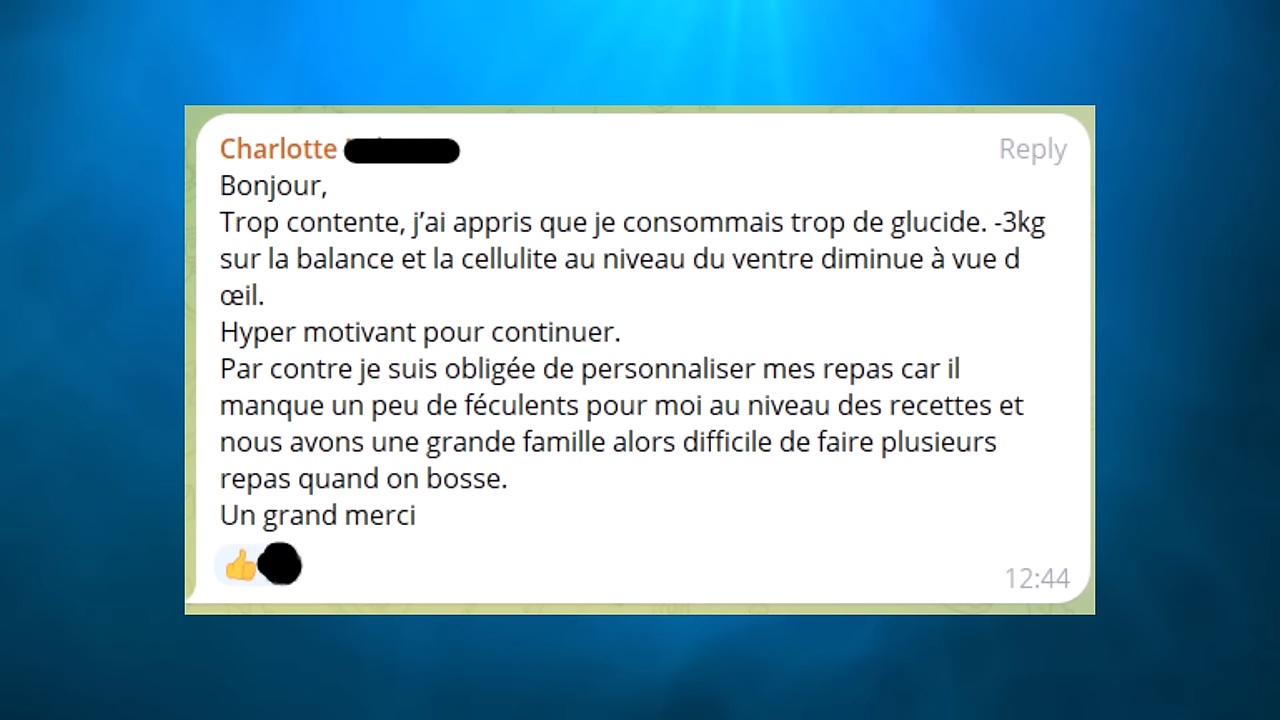 Charlotte
Reply
Bonjour,
Trop contente, j’ai appris que je consommais trop de glucide. -3kg
sur la balance et la cellulite au niveau du ventre diminue à vue d
œil.
Hyper motivant pour continuer.
Par contre je suis obligée de personnaliser mes repas car il
manque un peu de féculents pour moi au niveau des recettes et
nous avons une grande famille alors difficile de faire plusieurs
repas quand on bosse.
Un grand merci
12:44